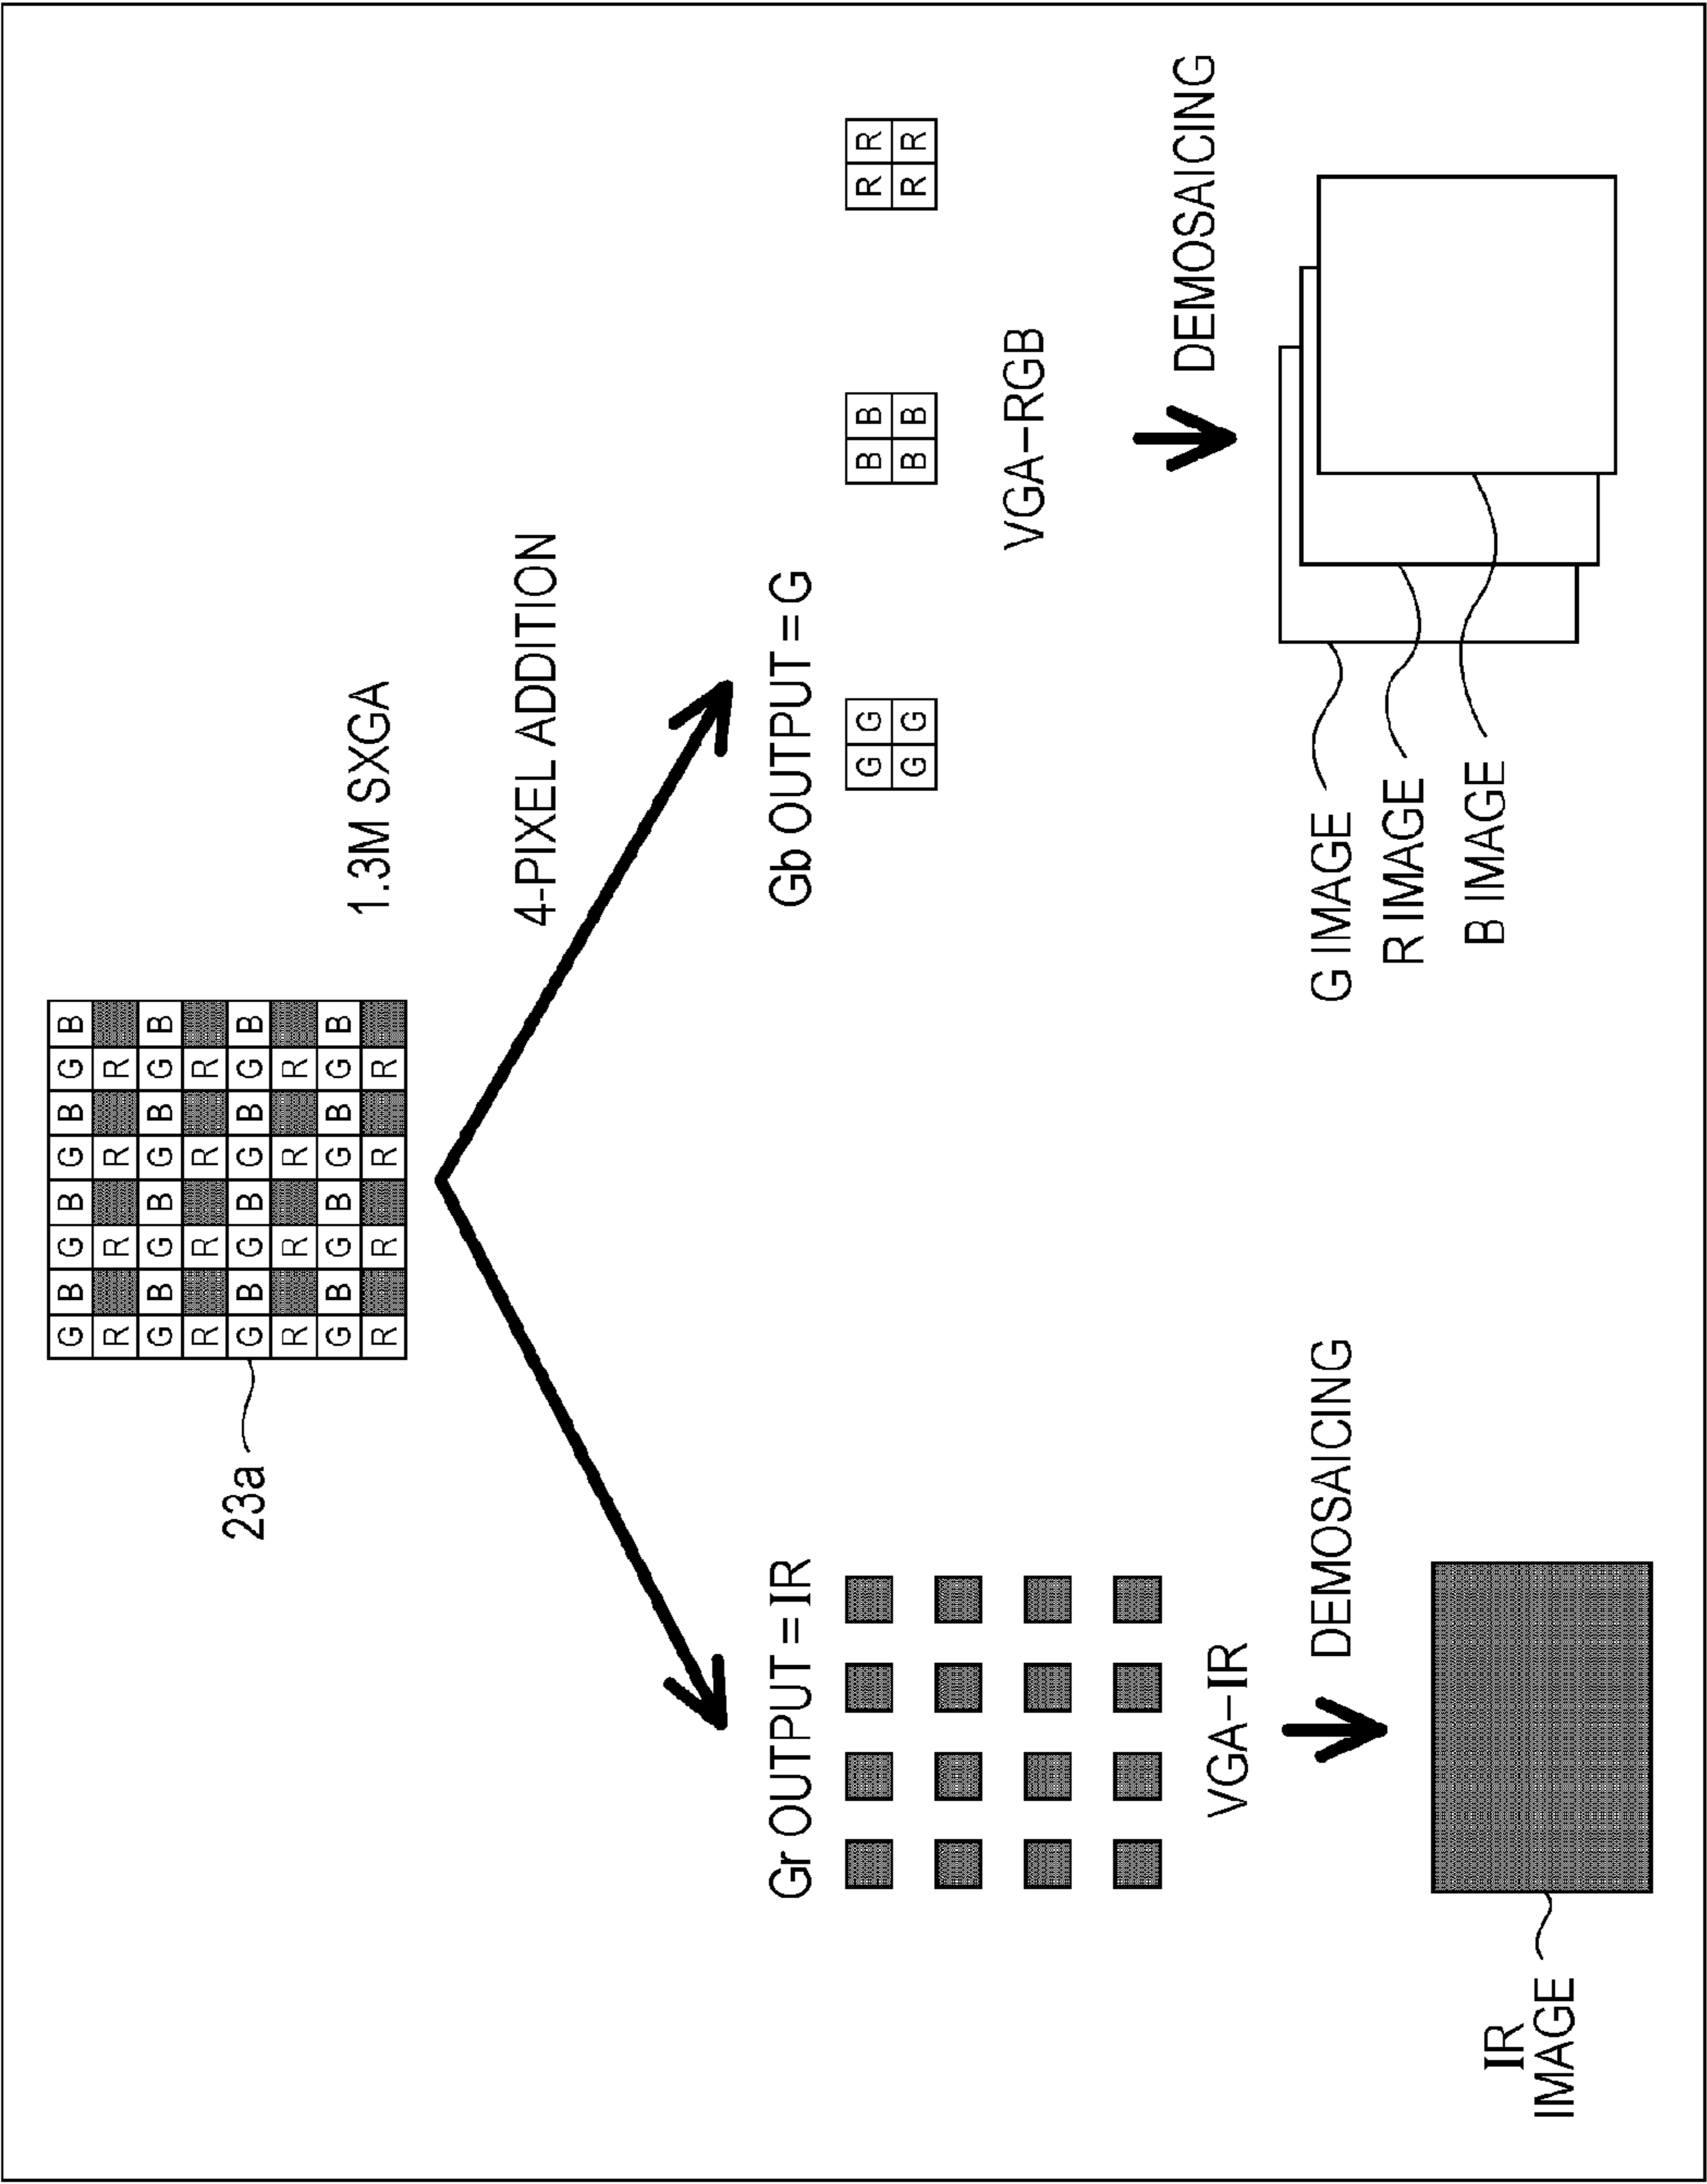 G B G B G B G B
R R R R
G B G B G B G B
R R R R
G B G B G B G B
R R R R
G B G B G B G B
R R R R
23a
1.3M SXGA
4-PIXEL ADDITION
Gr OUTPUT = IR
Gb OUTPUT = G
G G B B R R
G G B B R R
VGA-IR
VGA-RGB
DEMOSAICING
DEMOSAICING
IR
IMAGE
G IMAGE
R IMAGE
B IMAGE